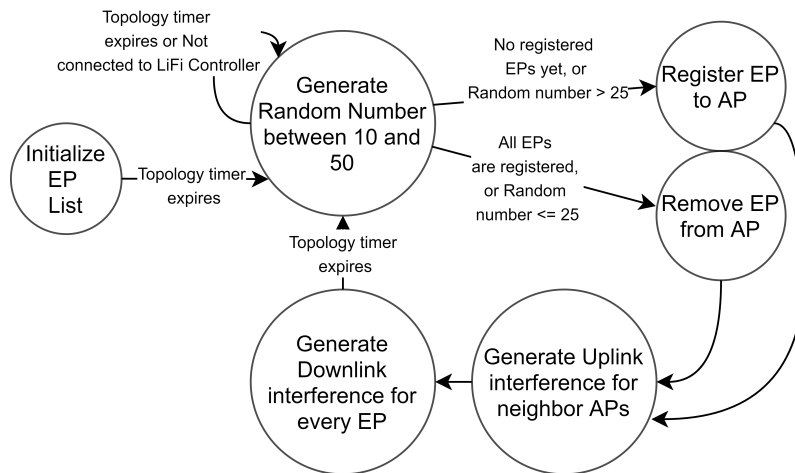 Topology timer
expires or Not
connected to LiFi Controller
Generate
Random Number
between 10 and
50
No registered
EPs yet, or
Random number > 25
Register EP
to AP
Initialize
EP
List
Topology timer
expires
All EPs
are registered,
or Random
number <= 25
Remove EP
from AP
Topology timer
expires
Generate
Downlink
interference for
every EP
Generate Uplink
interference for
neighbor APs